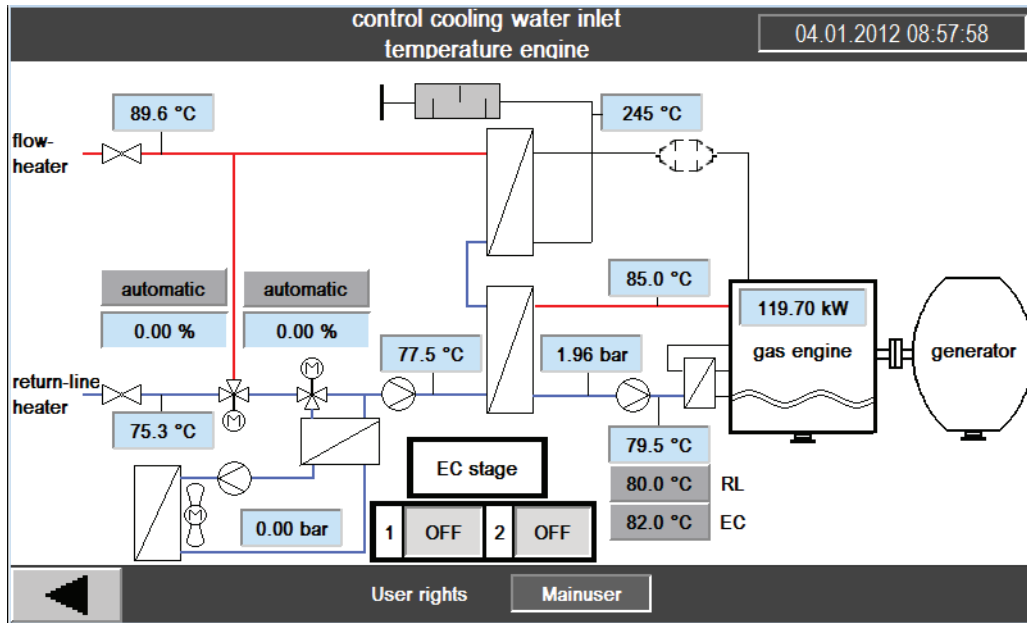 control cooling water inlet
temperature engine
04.01.2012 08:57:58
89.6 °C
245 °C
flow-
heater
automatic
automatic
85.0 °C
119.70 kW
0.00 %
0.00 %
77.5 °C
1.96 bar
gas engine
generator
return-line
heater
M
M
75.3 °C
79.5 °C
EC stage
80.0 °C RL
M
0.00 bar
1 OFF 2 OFF
82.0 °C EC
User rights
Mainuser